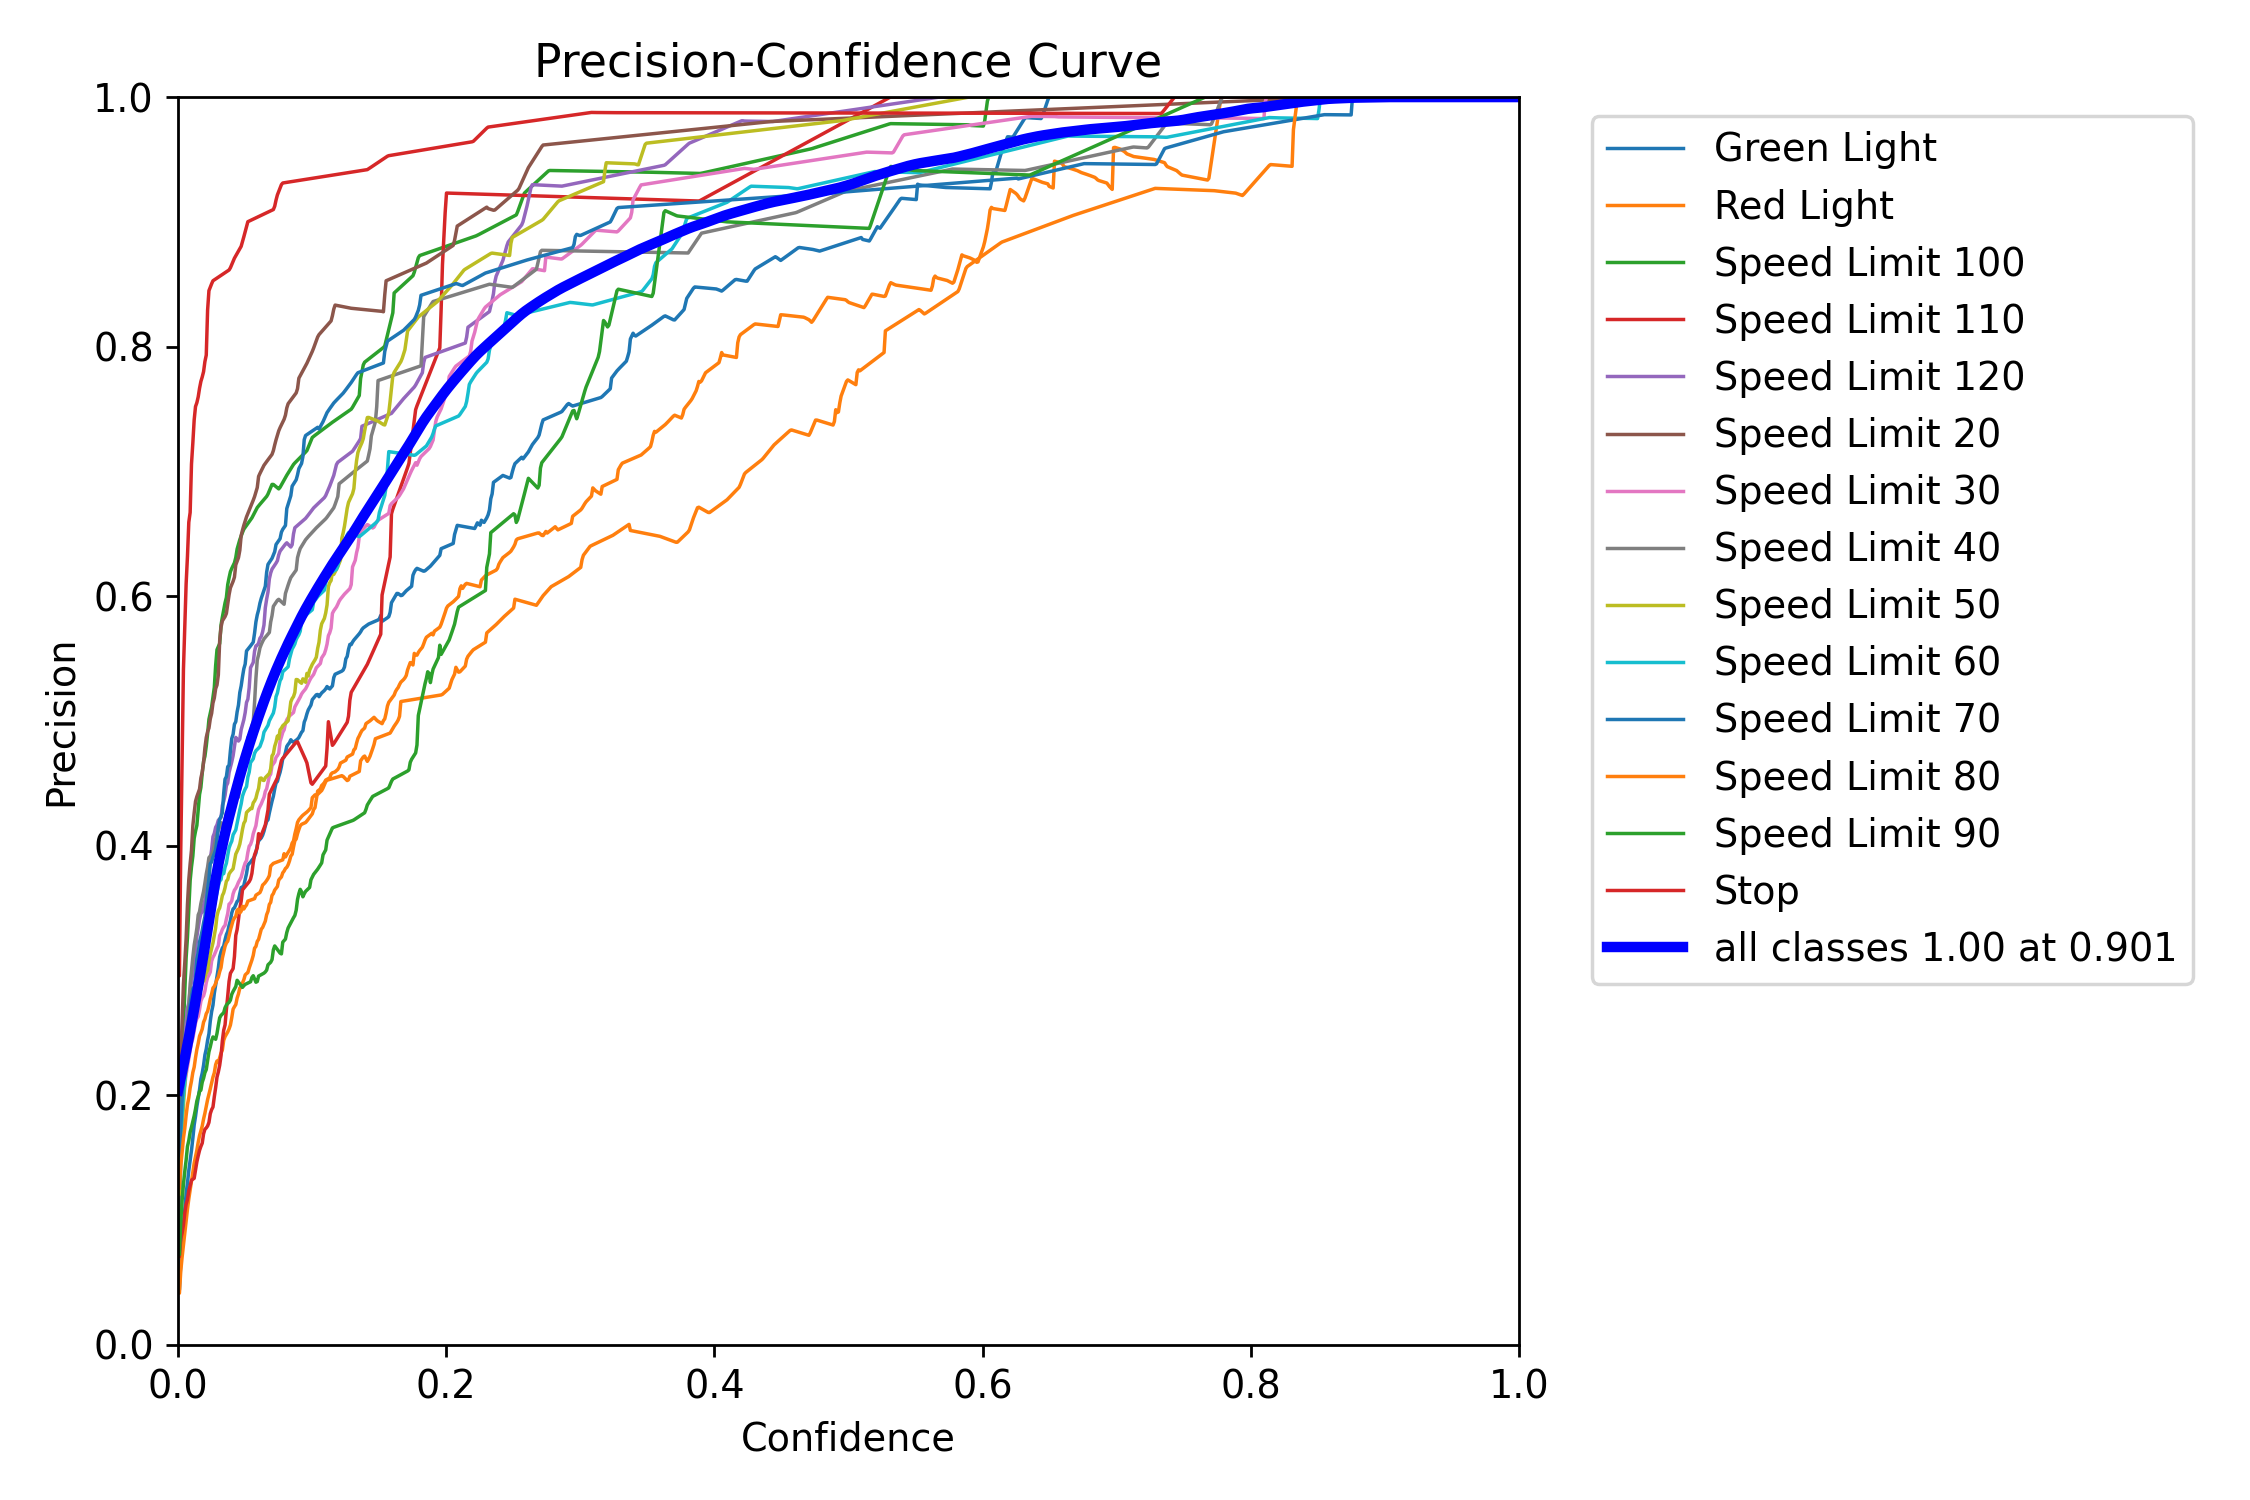 Precision-Confidence Curve
1.0
0.8
0.6
0.4
0.2
0.0
Precision
0.0 0.2 0.4 0.6 0.8 1.0
Confidence
Green Light
Red Light
Speed Limit 100
Speed Limit 110
Speed Limit 120
Speed Limit 20
Speed Limit 30
Speed Limit 40
Speed Limit 50
Speed Limit 60
Speed Limit 70
Speed Limit 80
Speed Limit 90
Stop
all classes 1.00 at 0.901